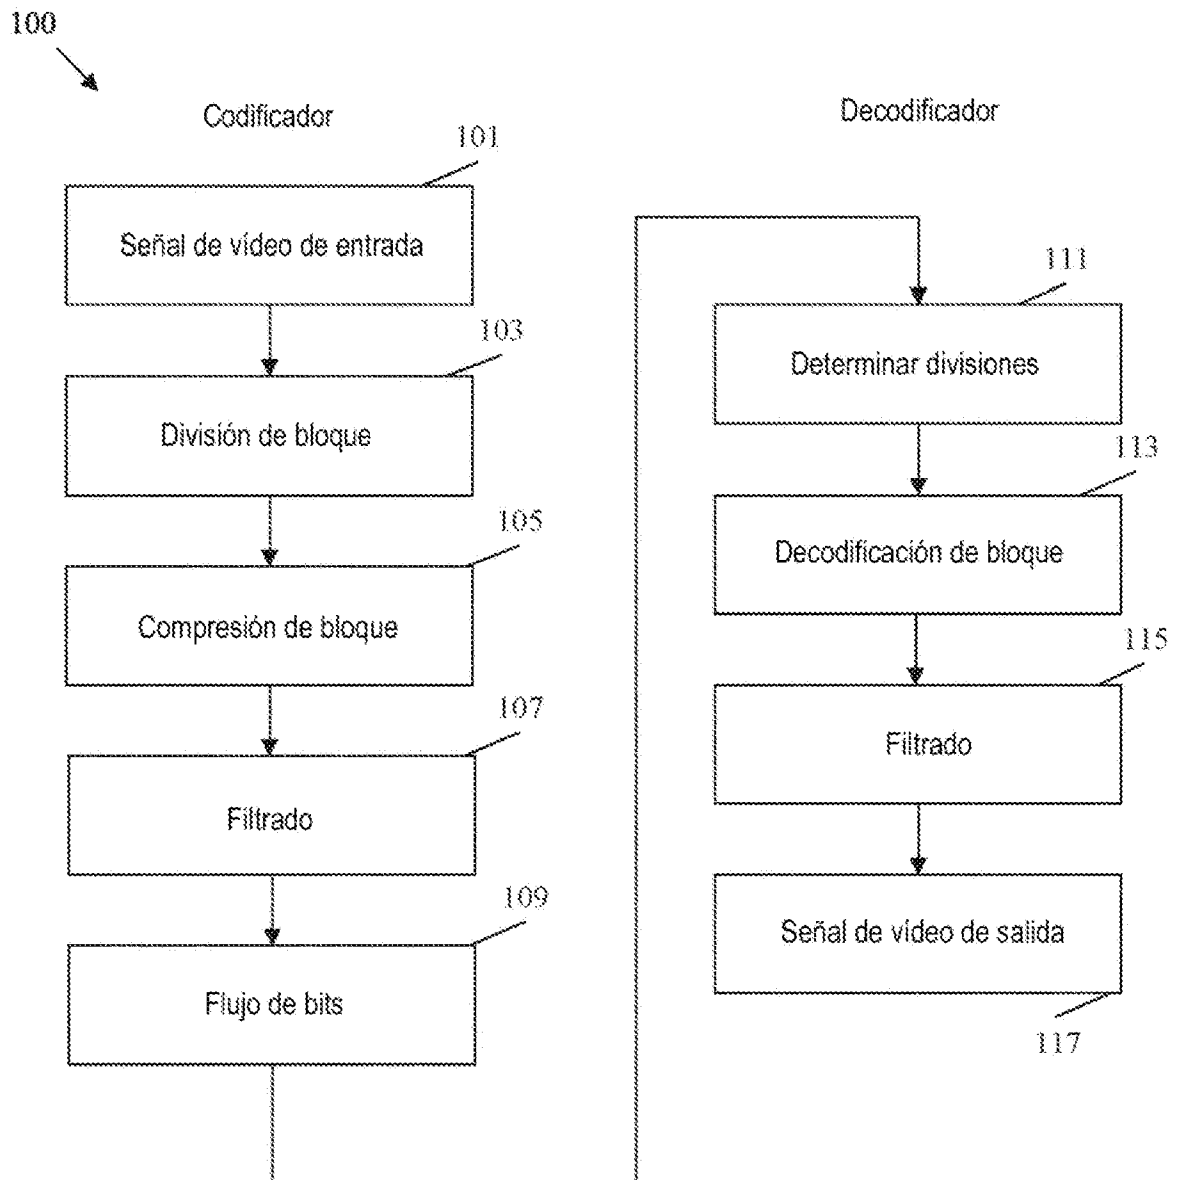 100
Codificador
101
Señal de vídeo de entrada
103
División de bloque
105
Compresión de bloque
107
Filtrado
109
Flujo de bits
Decodificador
111
Determinar divisiones
113
Decodificación de bloque
115
Filtrado
Señal de vídeo de salida
117